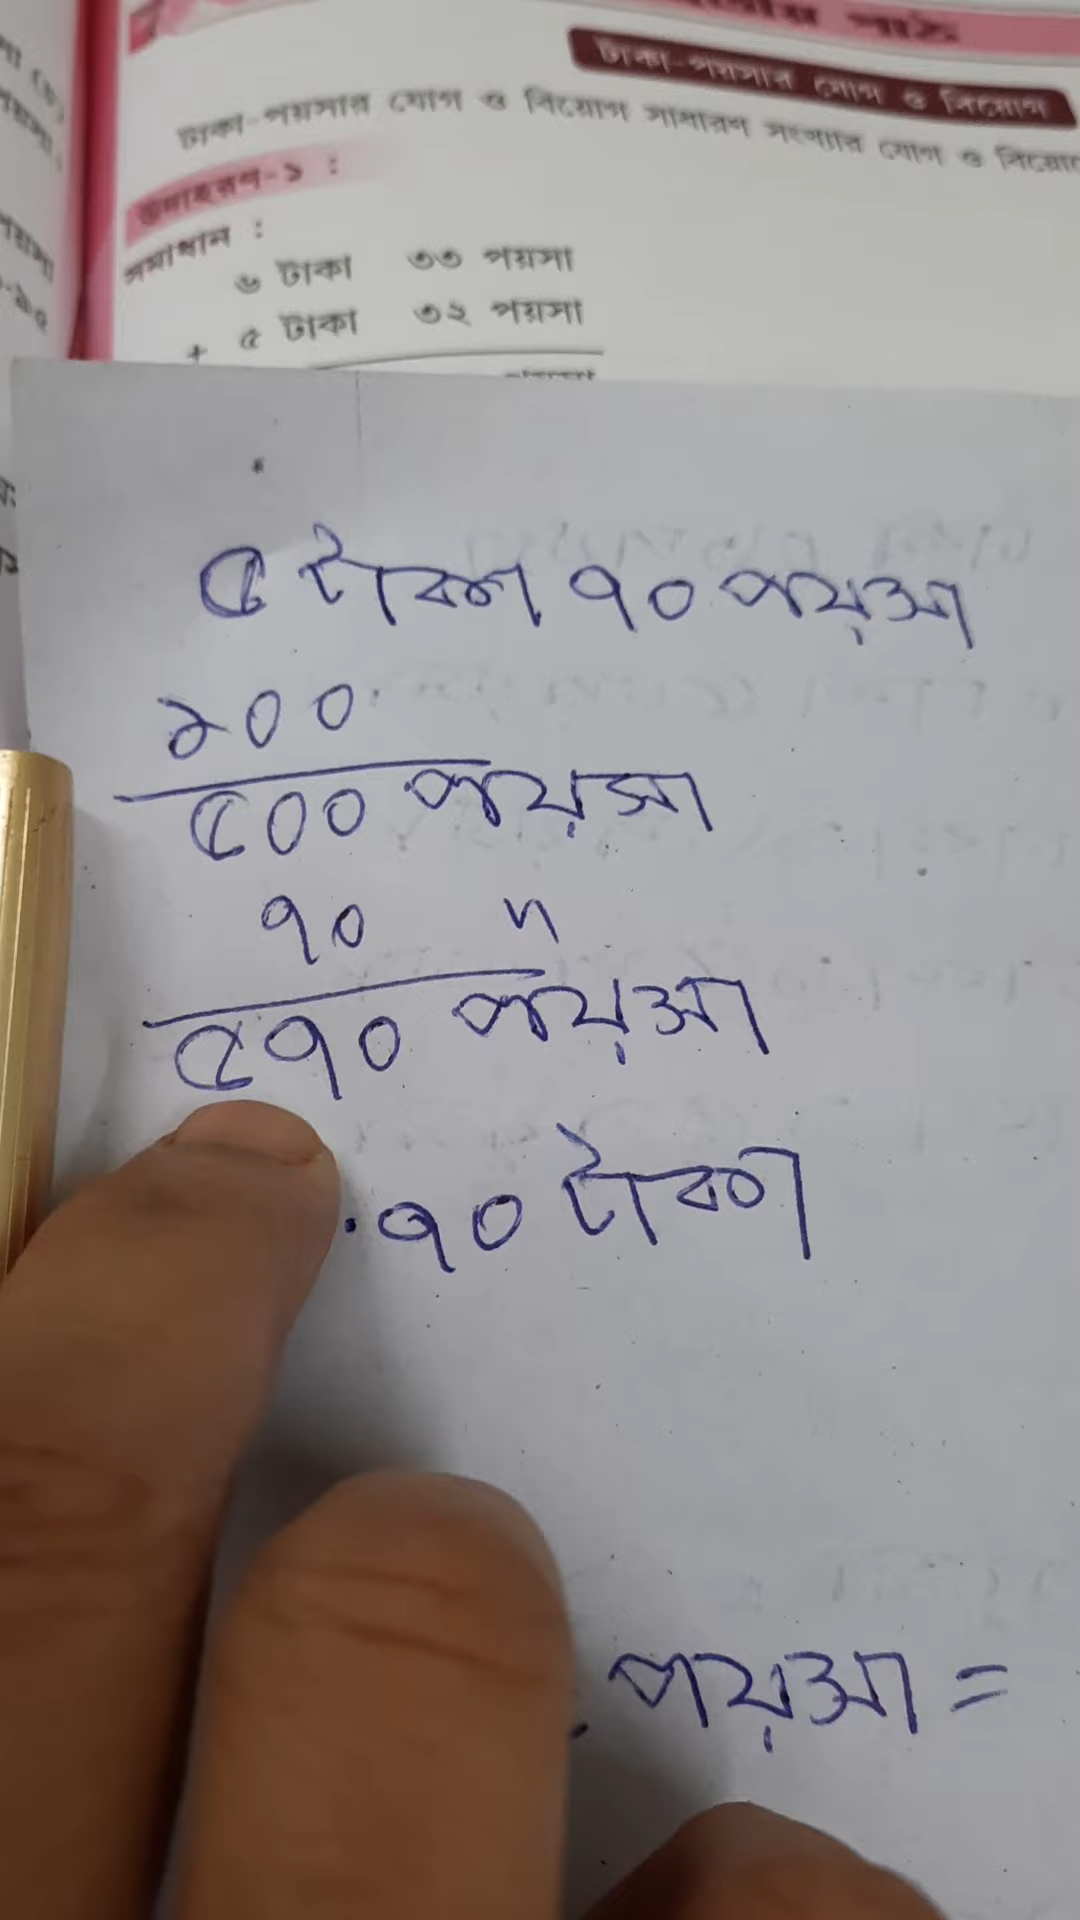 টাকা-পয়সার যোগ ও বিয়োগ
টাকা-পয়সার যোগ ও বিয়োগ সাধারণ সংখ্যার যোগ ও
উদাহরণ-১ :
সমাধান :
৬ টাকা ৩৩ পয়সা
+ ৫ টাকা ৩২ পয়সা
৫ টাকা ৭০ পয়সা
১০০
৫০০ পয়সা
৭০ "
৫৭০ পয়সা
.৭০ টাকা
পয়সা =